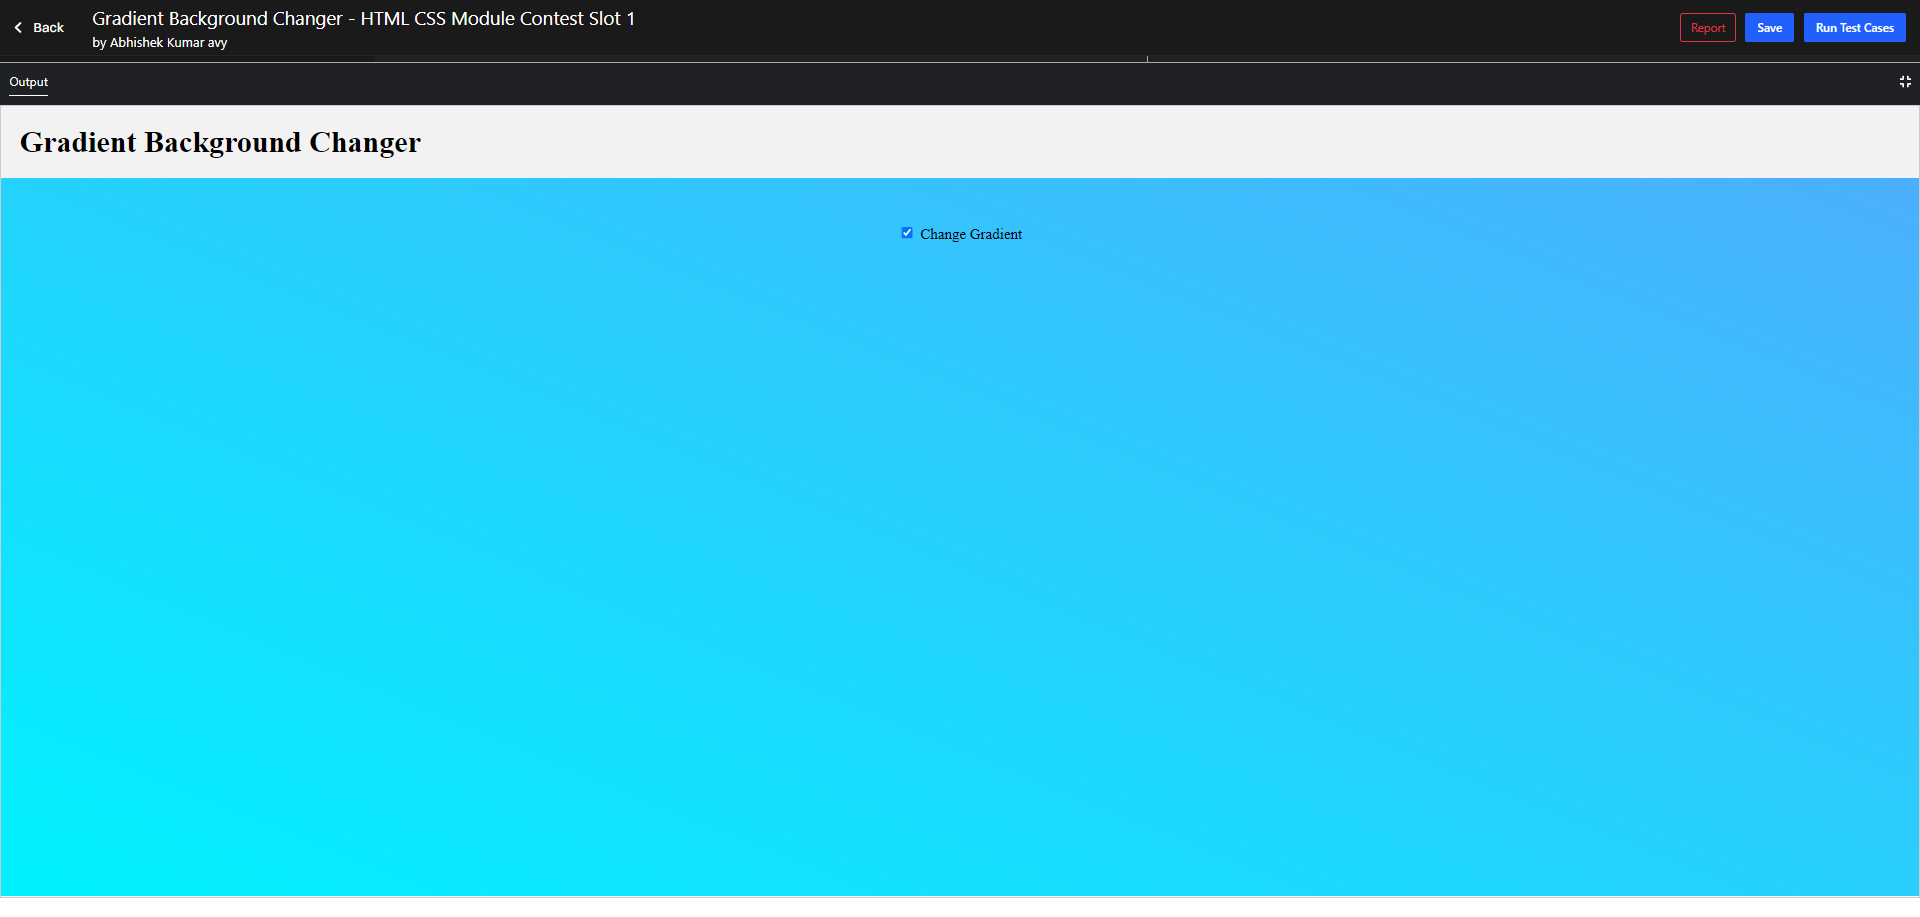 Back
Gradient Background Changer - HTML CSS Module Contest Slot 1
by Abhishek Kumar avy
Report
Save
Run Test Cases
Output
Gradient Background Changer
Change Gradient